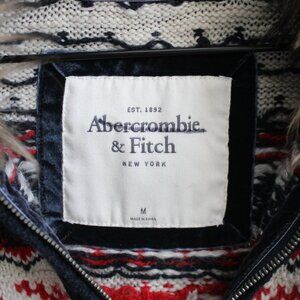 EST. 1892
Abercrombie
& Fitch
NEW YORK
M
MADE IN CHINA